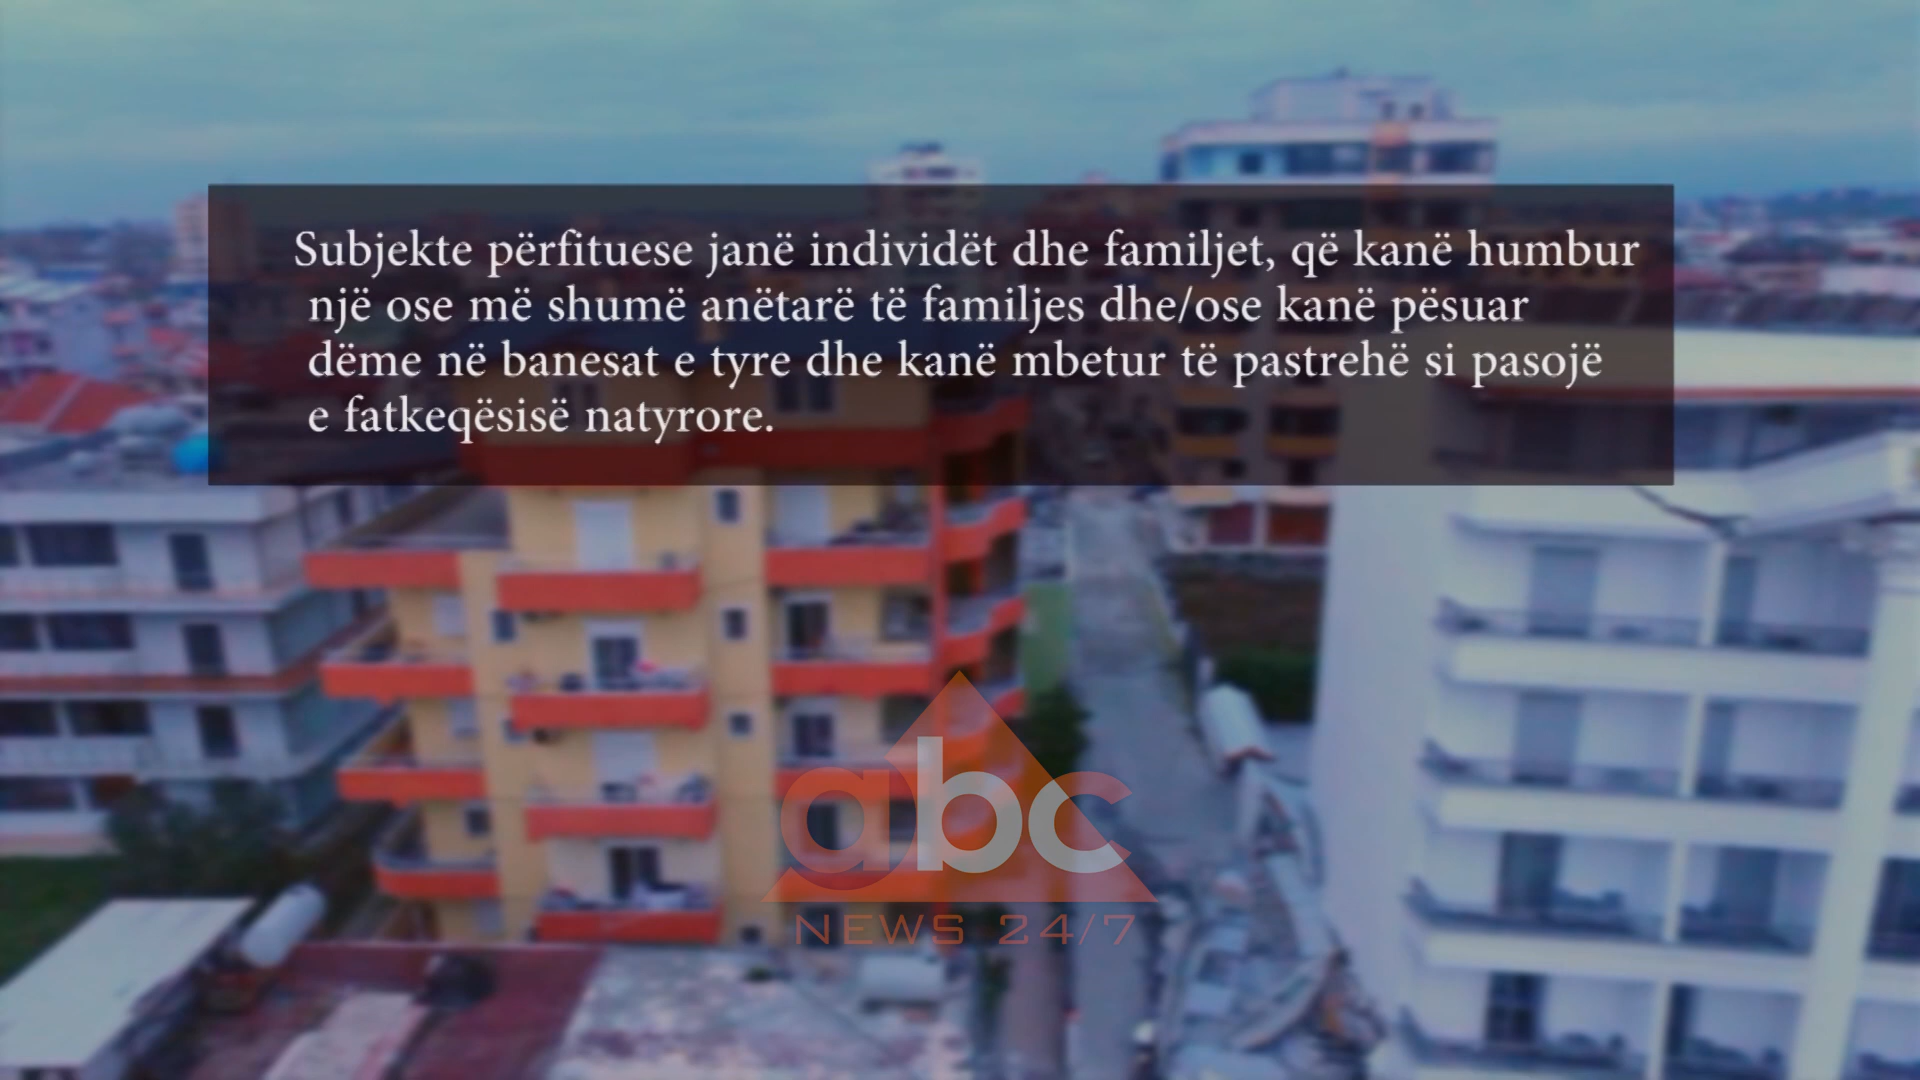 Subjekte përfituese janë individët dhe familjet, që kanë humbur
një ose më shumë anëtarë të familjes dhe/ose kanë pësuar
dëme në banesat e tyre dhe kanë mbetur të pastrehë si pasojë
e fatkeqësisë natyrore.
abc
NEWS 24/7